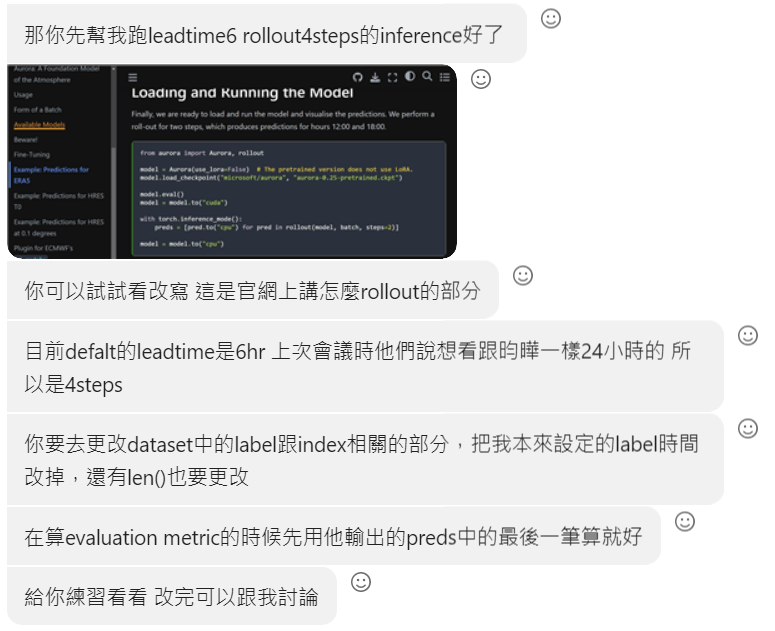 那你先幫我跑leadtime6 rollout4steps的inference好了
Aurora: A Foundation Model
of the Atmosphere
Usage
Form of a Batch
Available Models
Beware!
Fine-Tuning
Example: Predictions for
ERA5
Example: Predictions for HRES
T0
Example: Predictions for HRES
at 0.1 degrees
Plugin for ECMWF's
Loading and Running the Model
Finally, we are ready to load and run the model and visualise the predictions. We perform a
roll-out for two steps, which produces predictions for hours 12:00 and 18:00.
from aurora import Aurora, rollout
model = Aurora(use_lora=False)  # The pretrained version does not use LoRA.
model.load_checkpoint("microsoft/aurora", "aurora-0.25-pretrained.ckpt")
model.eval()
model = model.to("cuda")
with torch.inference_mode():
preds = [pred.to("cpu") for pred in rollout(model, batch, steps=2)]
model = model.to("cpu")
你可以試試看改寫 這是官網上講怎麼rollout的部分
目前defalt的leadtime是6hr 上次會議時他們說想看跟昀曄一樣24小時的 所
以是4steps
你要去更改dataset中的label跟index相關的部分，把我本來設定的label時間
改掉，還有len()也要更改
在算evaluation metric的時候先用他輸出的preds中的最後一筆算就好
給你練習看看 改完可以跟我討論